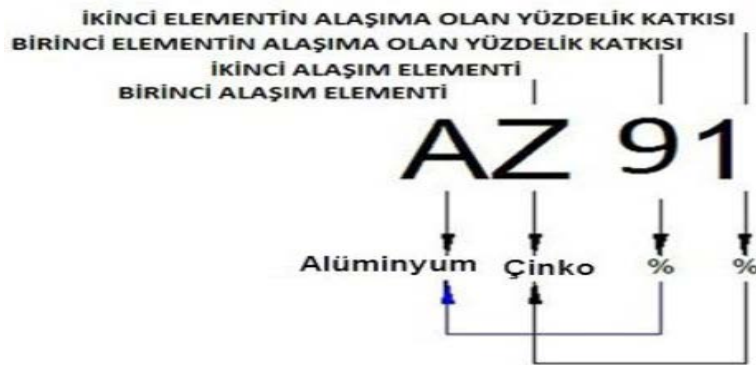 İKİNCİ ELEMENTİN ALAŞIMA OLAN YÜZDELİK KATKISI
BİRİNCİ ELEMENTİN ALAŞIMA OLAN YÜZDELİK KATKISI
İKİNCİ ALAŞIM ELEMENTİ
BİRİNCİ ALAŞIM ELEMENTİ
AZ 91
Alüminyum Çinko % %